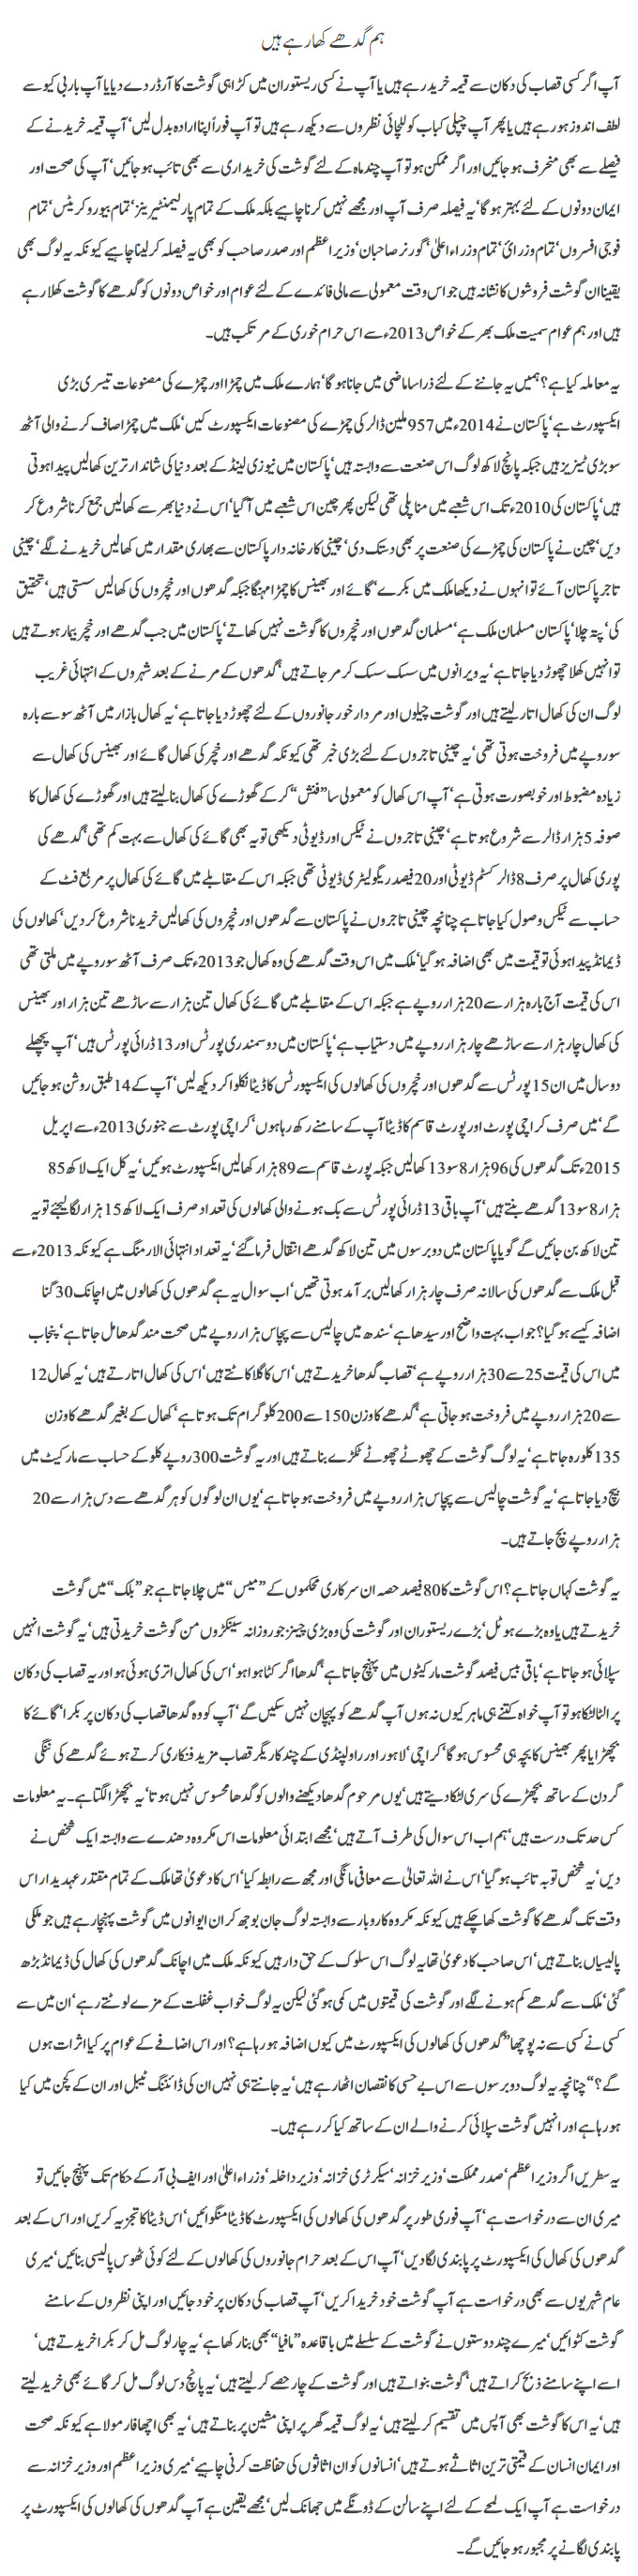 ہم گدھے کھا رہے ہیں
آپ اگر کسی قصاب کی دکان سے قیمہ خرید رہے ہیں یا آپ نے کسی ریستوران میں کڑاہی گوشت کا آرڈر دے دیا یا آپ باربی کیو سے
لطف اندوز ہو رہے ہیں یا پھر آپ چپلی کباب کو للچائی نظروں سے دیکھ رہے ہیں تو آپ فوراً اپنا ارادہ بدل لیں‘ آپ قیمہ خریدنے کے
فیصلے سے بھی منحرف ہو جائیں اور اگر ممکن ہو تو آپ چند ماہ کے لئے گوشت کی خریداری سے بھی تائب ہو جائیں‘ آپ کی صحت اور
ایمان دونوں کے لئے بہتر ہو گا‘ یہ فیصلہ صرف آپ اور مجھے نہیں کرنا چاہیے بلکہ ملک کے تمام پارلیمنٹیرینز‘ تمام بیوروکریٹس‘ تمام
فوجی افسروں‘ تمام وزرائ‘ تمام وزراء اعلیٰ‘ گورنر صاحبان‘ وزیراعظم اور صدر صاحب کو بھی یہ فیصلہ کر لینا چاہیے کیونکہ یہ لوگ بھی
یقینا ان گوشت فروشوں کا نشانہ ہیں جو اس وقت معمولی سے مالی فائدے کے لئے عوام اور خواص دونوں کو گدھے کا گوشت کھلا رہے
ہیں اور ہم عوام سمیت ملک بھر کے خواص 2013ء سے اس حرام خوری کے مرتکب ہیں۔
یہ معاملہ کیا ہے؟ ہمیں یہ جاننے کے لئے ذرا سا ماضی میں جانا ہو گا‘ ہمارے ملک میں چمڑا اور چمڑے کی مصنوعات تیسری بڑی
ایکسپورٹ ہے‘ پاکستان نے 2014ء میں 957 ملین ڈالر کی چمڑے کی مصنوعات ایکسپورٹ کیں‘ ملک میں چمڑا صاف کرنے والی آٹھ
سو بڑی ٹینریز ہیں جبکہ پانچ لاکھ لوگ اس صنعت سے وابستہ ہیں‘ پاکستان میں نیوزی لینڈ کے بعد دنیا کی شاندار ترین کھالیں پیدا ہوتی
ہیں‘ پاکستان کی 2010ء تک اس شعبے میں مناپلی تھی لیکن پھر چین اس شعبے میں آ گیا‘ اس نے دنیا بھر سے کھالیں جمع کرنا شروع کر
دیں‘ چین نے پاکستان کی چمڑے کی صنعت پر بھی دستک دی‘ چینی کارخانہ دار پاکستان سے بھاری مقدار میں کھالیں خریدنے لگے‘ چینی
تاجر پاکستان آئے تو انہوں نے دیکھا ملک میں بکرے‘ گائے اور بھینس کا چمڑا مہنگا جبکہ گدھوں اور خچروں کی کھالیں سستی ہیں‘ تحقیق
کی‘ پتہ چلا‘ پاکستان مسلمان ملک ہے‘ مسلمان گدھوں اور خچروں کا گوشت نہیں کھاتے‘ پاکستان میں جب گدھے اور خچر بیمار ہوتے ہیں
تو انہیں کھلا چھوڑ دیا جاتا ہے‘ یہ ویرانوں میں سسک سسک کر مر جاتے ہیں‘ گدھوں کے مرنے کے بعد شہروں کے انتہائی غریب
لوگ ان کی کھال اتار لیتے ہیں اور گوشت چیلوں اور مردار خور جانوروں کے لئے چھوڑ دیا جاتا ہے‘ یہ کھال بازار میں آٹھ سو سے بارہ
سو روپے میں فروخت ہوتی تھی‘ یہ چینی تاجروں کے لئے بڑی خبر تھی کیونکہ گدھے اور خچر کی کھال گائے اور بھینس کی کھال سے
زیادہ مضبوط اور خوبصورت ہوتی ہے‘ آپ اس کھال کو معمولی سا ”فنش“ کر کے گھوڑے کی کھال بنا لیتے ہیں اور گھوڑے کی کھال کا
صوفہ 5 ہزار ڈالر سے شروع ہوتا ہے‘ چینی تاجروں نے ٹیکس اور ڈیوٹی دیکھی تو یہ بھی گائے کی کھال سے بہت کم تھی‘ گدھے کی
پوری کھال پر صرف 8 ڈالر کسٹم ڈیوٹی اور 20 فیصد ریگولیٹری ڈیوٹی تھی جبکہ اس کے مقابلے میں گائے کی کھال پر مربع فٹ کے
حساب سے ٹیکس وصول کیا جاتا ہے چنانچہ چینی تاجروں نے پاکستان سے گدھوں اور خچروں کی کھالیں خریدنا شروع کر دیں‘ کھالوں کی
ڈیمانڈ پیدا ہوئی تو قیمت میں بھی اضافہ ہو گیا‘ ملک میں اس وقت گدھے کی وہ کھال جو 2013ء تک صرف آٹھ سو روپے میں ملتی تھی
اس کی قیمت آج بارہ ہزار سے 20 ہزار روپے ہے جبکہ اس کے مقابلے میں گائے کی کھال تین ہزار سے ساڑھے تین ہزار اور بھینس
کی کھال چار ہزار سے ساڑھے چار ہزار روپے میں دستیاب ہے‘ پاکستان میں دو سمندری پورٹس اور 13 ڈرائی پورٹس ہیں‘ آپ پچھلے
دو سال میں ان 15 پورٹس سے گدھوں اور خچروں کی کھالوں کی ایکسپورٹس کا ڈیٹا نکلوا کر دیکھ لیں‘ آپ کے 14 طبق روشن ہو جائیں
گے‘ میں صرف کراچی پورٹ اور پورٹ قاسم کا ڈیٹا آپ کے سامنے رکھ رہا ہوں‘ کراچی پورٹ سے جنوری 2013ء سے اپریل
2015ء تک گدھوں کی 96 ہزار 8 سو 13 کھالیں جبکہ پورٹ قاسم سے 89 ہزار کھالیں ایکسپورٹ ہوئیں‘ یہ کل ایک لاکھ 85
ہزار 8 سو 13 گدھے بنتے ہیں‘ آپ باقی 13 ڈرائی پورٹس سے بک ہونے والی کھالوں کی تعداد صرف ایک لاکھ 15 ہزار لگا لیجئے تو یہ
تین لاکھ بن جائیں گے گویا پاکستان میں دو برسوں میں تین لاکھ گدھے انتقال فرما گئے‘ یہ تعداد انتہائی الارمنگ ہے کیونکہ 2013ء سے
قبل ملک سے گدھوں کی سالانہ صرف چار ہزار کھالیں برآمد ہوتی تھیں‘ اب سوال یہ ہے گدھوں کی کھالوں میں اچانک 30 گنا
اضافہ کیسے ہو گیا؟ جواب بہت واضح اور سیدھا ہے‘ سندھ میں چالیس سے پچاس ہزار روپے میں صحت مند گدھا مل جاتا ہے‘ پنجاب
میں اس کی قیمت 25 سے 30 ہزار روپے ہے‘ قصاب گدھا خریدتے ہیں‘ اس کا گلا کاٹتے ہیں‘ اس کی کھال اتارتے ہیں‘ یہ کھال 12
سے 20 ہزار روپے میں فروخت ہو جاتی ہے‘ گدھے کا وزن 150 سے 200 کلو گرام تک ہوتا ہے‘ کھال کے بغیر گدھے کا وزن
135 کلو رہ جاتا ہے‘ یہ لوگ گوشت کے چھوٹے چھوٹے ٹکڑے بناتے ہیں اور یہ گوشت 300 روپے کلو کے حساب سے مارکیٹ میں
بیچ دیا جاتا ہے‘ یہ گوشت چالیس سے پچاس ہزار روپے میں فروخت ہو جاتا ہے‘ یوں ان لوگوں کو ہر گدھے سے دس ہزار سے 20
ہزار روپے بچ جاتے ہیں۔
یہ گوشت کہاں جاتا ہے؟ اس گوشت کا 80 فیصد حصہ ان سرکاری محکموں کے ”میس“ میں چلا جاتا ہے جو ”بلک“ میں گوشت
خریدتے ہیں یا وہ بڑے ہوٹل‘ بڑے ریستوران اور گوشت کی وہ بڑی چینز جو روزانہ سینکڑوں من گوشت خریدتی ہیں‘ یہ گوشت انہیں
سپلائی ہو جاتا ہے‘ باقی بیس فیصد گوشت مارکیٹوں میں پہنچ جاتا ہے‘ گدھا اگر کٹا ہوا ہو‘ اس کی کھال اتری ہوئی ہو اور یہ قصاب کی دکان
پر الٹا لٹکا ہو تو آپ خواہ کتنے ہی ماہر کیوں نہ ہوں آپ گدھے کو پہچان نہیں سکیں گے‘ آپ کو وہ گدھا قصاب کی دکان پر بکرا‘ گائے کا
بچھڑا یا پھر بھینس کا بچہ ہی محسوس ہو گا‘ کراچی‘ لاہور اور راولپنڈی کے چند کاریگر قصاب مزید فنکاری کرتے ہوئے گدھے کی ننگی
گردن کے ساتھ بچھڑے کی سری لٹکا دیتے ہیں‘ یوں مرحوم گدھا دیکھنے والوں کو گدھا محسوس نہیں ہوتا‘ یہ بچھڑا لگتا ہے۔ یہ معلومات
کس حد تک درست ہیں‘ ہم اب اس سوال کی طرف آتے ہیں‘ مجھے ابتدائی معلومات اس مکروہ دھندے سے وابستہ ایک شخص نے
دیں‘ یہ شخص توبہ تائب ہو گیا‘ اس نے اللہ تعالیٰ سے معافی مانگی اور مجھ سے رابطہ کیا‘ اس کا دعویٰ تھا ملک کے تمام مقتدر عہدیدار اس
وقت تک گدھے کا گوشت کھا چکے ہیں کیونکہ مکروہ کاروبار سے وابستہ لوگ جان بوجھ کر ان ایوانوں میں گوشت پہنچا رہے ہیں جو ملکی
پالیسیاں بناتے ہیں‘ اس صاحب کا دعویٰ تھا یہ لوگ اس سلوک کے حق دار ہیں کیونکہ ملک میں اچانک گدھوں کی کھال کی ڈیمانڈ بڑھ
گئی‘ ملک سے گدھے کم ہونے لگے اور گوشت کی قیمتوں میں کمی ہو گئی لیکن یہ لوگ خواب غفلت کے مزے لوٹتے رہے‘ ان میں سے
کسی نے کسی سے نہ پوچھا ”گدھوں کی کھالوں کی ایکسپورٹ میں کیوں اضافہ ہو رہا ہے؟ اور اس اضافے کے عوام پر کیا اثرات ہوں
گے؟“ چنانچہ یہ لوگ دو برسوں سے اس بے حسی کا نقصان اٹھا رہے ہیں‘ یہ جانتے ہی نہیں ان کی ڈائننگ ٹیبل اور ان کے کچن میں کیا
ہو رہا ہے اور انہیں گوشت سپلائی کرنے والے ان کے ساتھ کیا کر رہے ہیں۔
یہ سطریں اگر وزیراعظم‘ صدر مملکت‘ وزیر خزانہ‘ سیکرٹری خزانہ‘ وزیر داخلہ‘ وزراء اعلیٰ اور ایف بی آر کے حکام تک پہنچ جائیں تو
میری ان سے درخواست ہے‘ آپ فوری طور پر گدھوں کی کھالوں کی ایکسپورٹ کا ڈیٹا منگوائیں‘ اس ڈیٹا کا تجزیہ کریں اور اس کے بعد
گدھوں کی کھال کی ایکسپورٹ پر پابندی لگا دیں‘ آپ اس کے بعد حرام جانوروں کی کھالوں کے لئے کوئی ٹھوس پالیسی بنائیں‘ میری
عام شہریوں سے بھی درخواست ہے آپ گوشت خود خریدا کریں‘ آپ قصاب کی دکان پر خود جائیں اور اپنی نظروں کے سامنے
گوشت کٹوائیں‘ میرے چند دوستوں نے گوشت کے سلسلے میں باقاعدہ ”مافیا“ بھی بنا رکھا ہے‘ یہ چار لوگ مل کر بکرا خریدتے ہیں‘
اسے اپنے سامنے ذبح کراتے ہیں‘ گوشت بنواتے ہیں اور گوشت کے چار حصے کر لیتے ہیں‘ یہ پانچ دس لوگ مل کر گائے بھی خرید لیتے
ہیں‘ یہ اس کا گوشت بھی آپس میں تقسیم کر لیتے ہیں‘ یہ لوگ قیمہ گھر پر اپنی مشین پر بناتے ہیں‘ یہ بھی اچھا فارمولا ہے کیونکہ صحت
اور ایمان انسان کے قیمتی ترین اثاثے ہوتے ہیں‘ انسانوں کو ان اثاثوں کی حفاظت کرنی چاہیے‘ میری وزیراعظم اور وزیر خزانہ سے
درخواست ہے آپ ایک لمحے کے لئے اپنے سالن کے ڈونگے میں جھانک لیں‘ مجھے یقین ہے آپ گدھوں کی کھالوں کی ایکسپورٹ پر
پابندی لگانے پر مجبور ہو جائیں گے۔